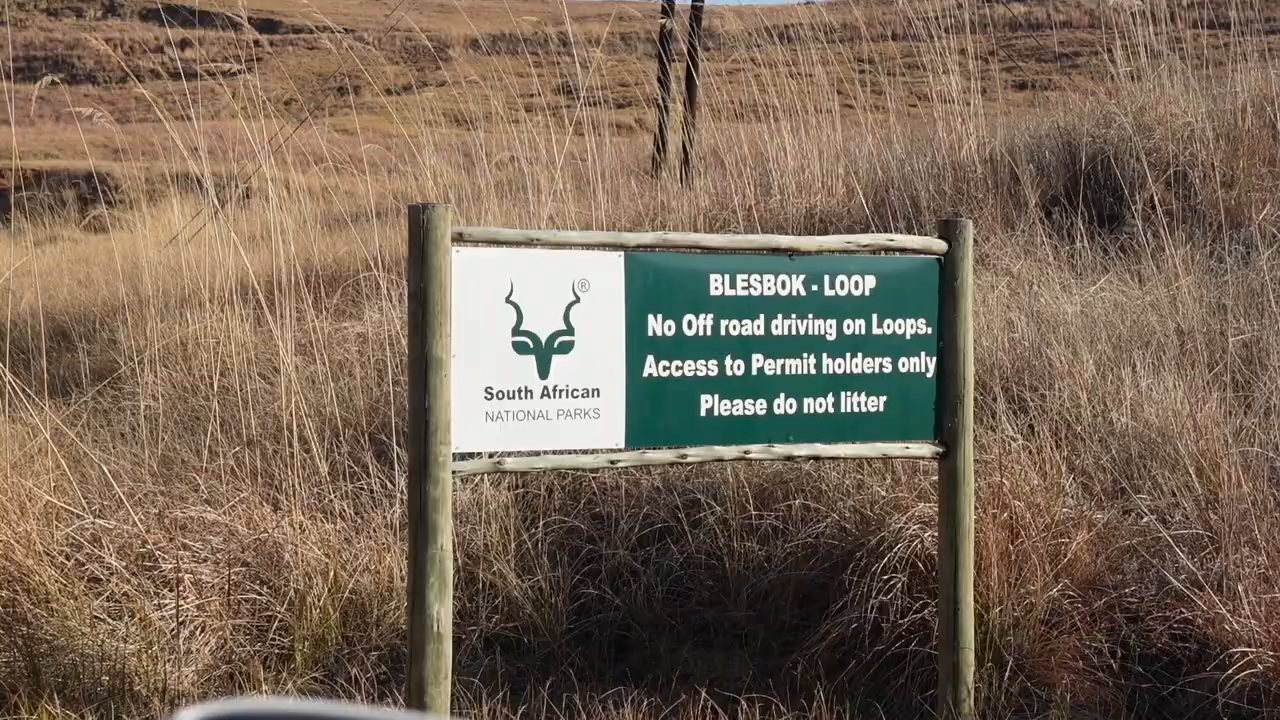 ®
South African
NATIONAL PARKS
BLESBOK - LOOP
No Off road driving on Loops.
Access to Permit holders only
Please do not litter